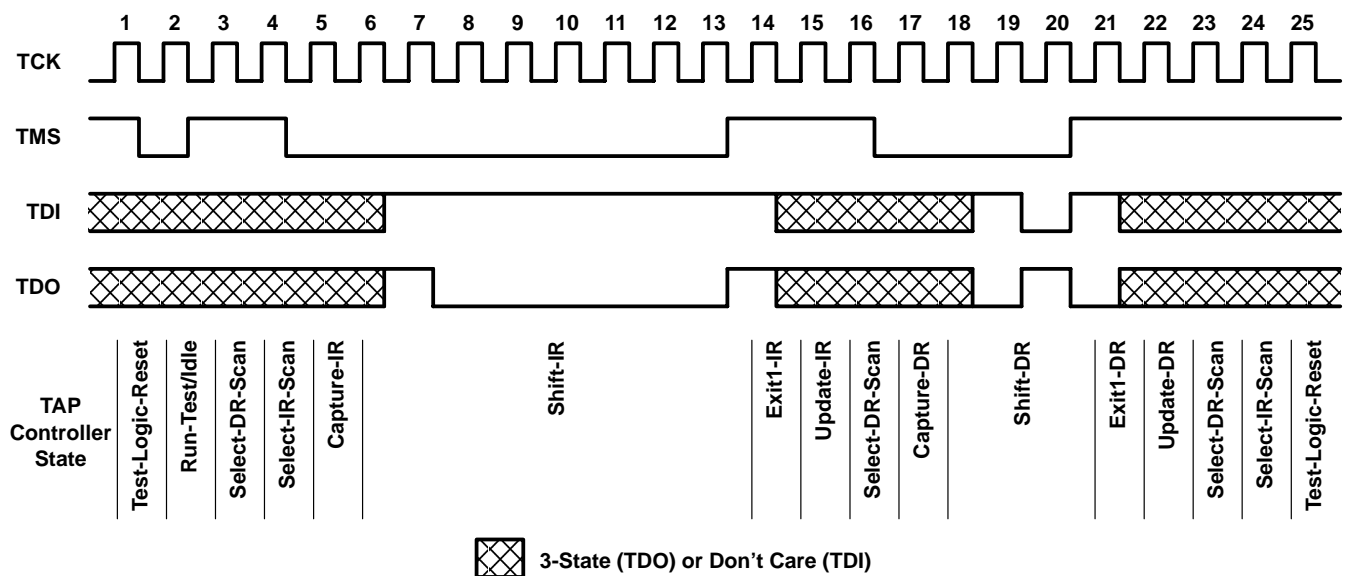 1 2 3 4 5 6 7 8 9 10 11 12 13 14 15 16 17 18 19 20 21 22 23 24 25
TCK
TMS
TDI
TDO
TAP
Controller
State
Test-Logic-Reset
Run-Test/Idle
Select-DR-Scan
Select-IR-Scan
Capture-IR
Shift-IR
Exit1-IR
Update-IR
Select-DR-Scan
Capture-DR
Shift-DR
Exit1-DR
Update-DR
Select-DR-Scan
Select-IR-Scan
Test-Logic-Reset
3-State (TDO) or Don’t Care (TDI)